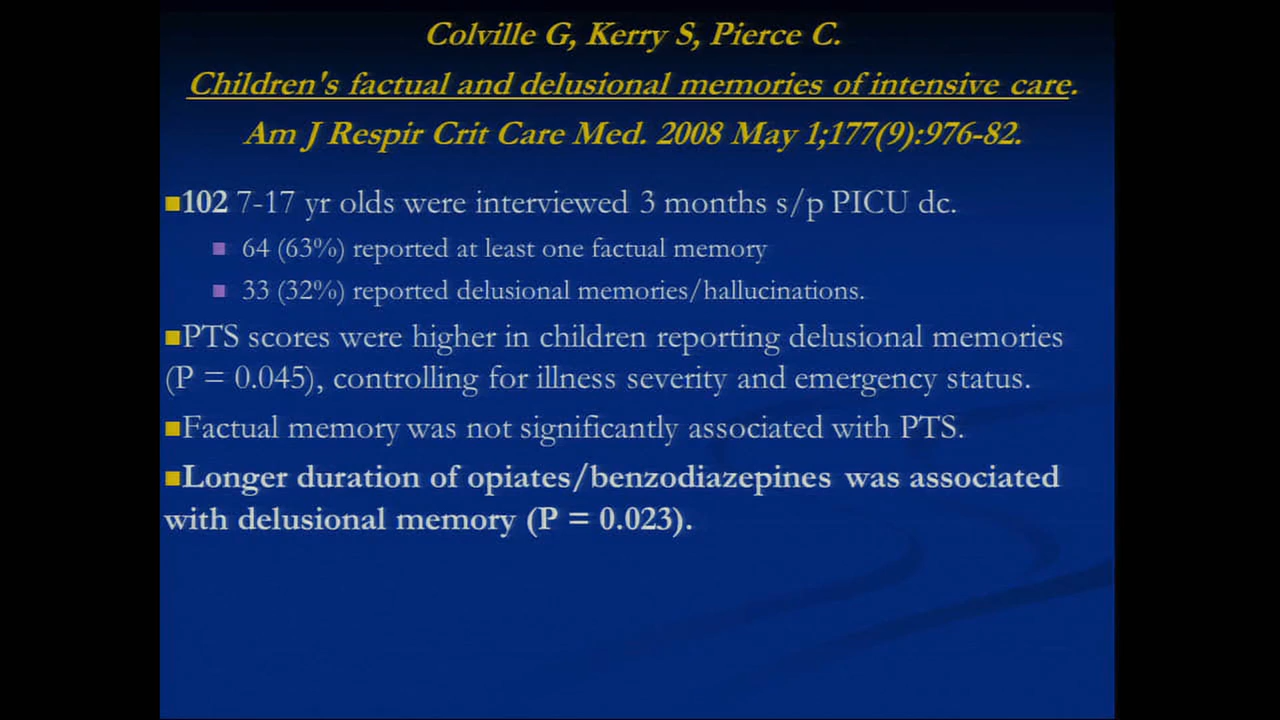 Colville G, Kerry S, Pierce C.
Children's factual and delusional memories of intensive care.
Am J Respir Crit Care Med. 2008 May 1;177(9):976-82.
102 7-17 yr olds were interviewed 3 months s/p PICU dc.
64 (63%) reported at least one factual memory
33 (32%) reported delusional memories/hallucinations.
PTS scores were higher in children reporting delusional memories
(P = 0.045), controlling for illness severity and emergency status.
Factual memory was not significantly associated with PTS.
Longer duration of opiates/benzodiazepines was associated
with delusional memory (P = 0.023).